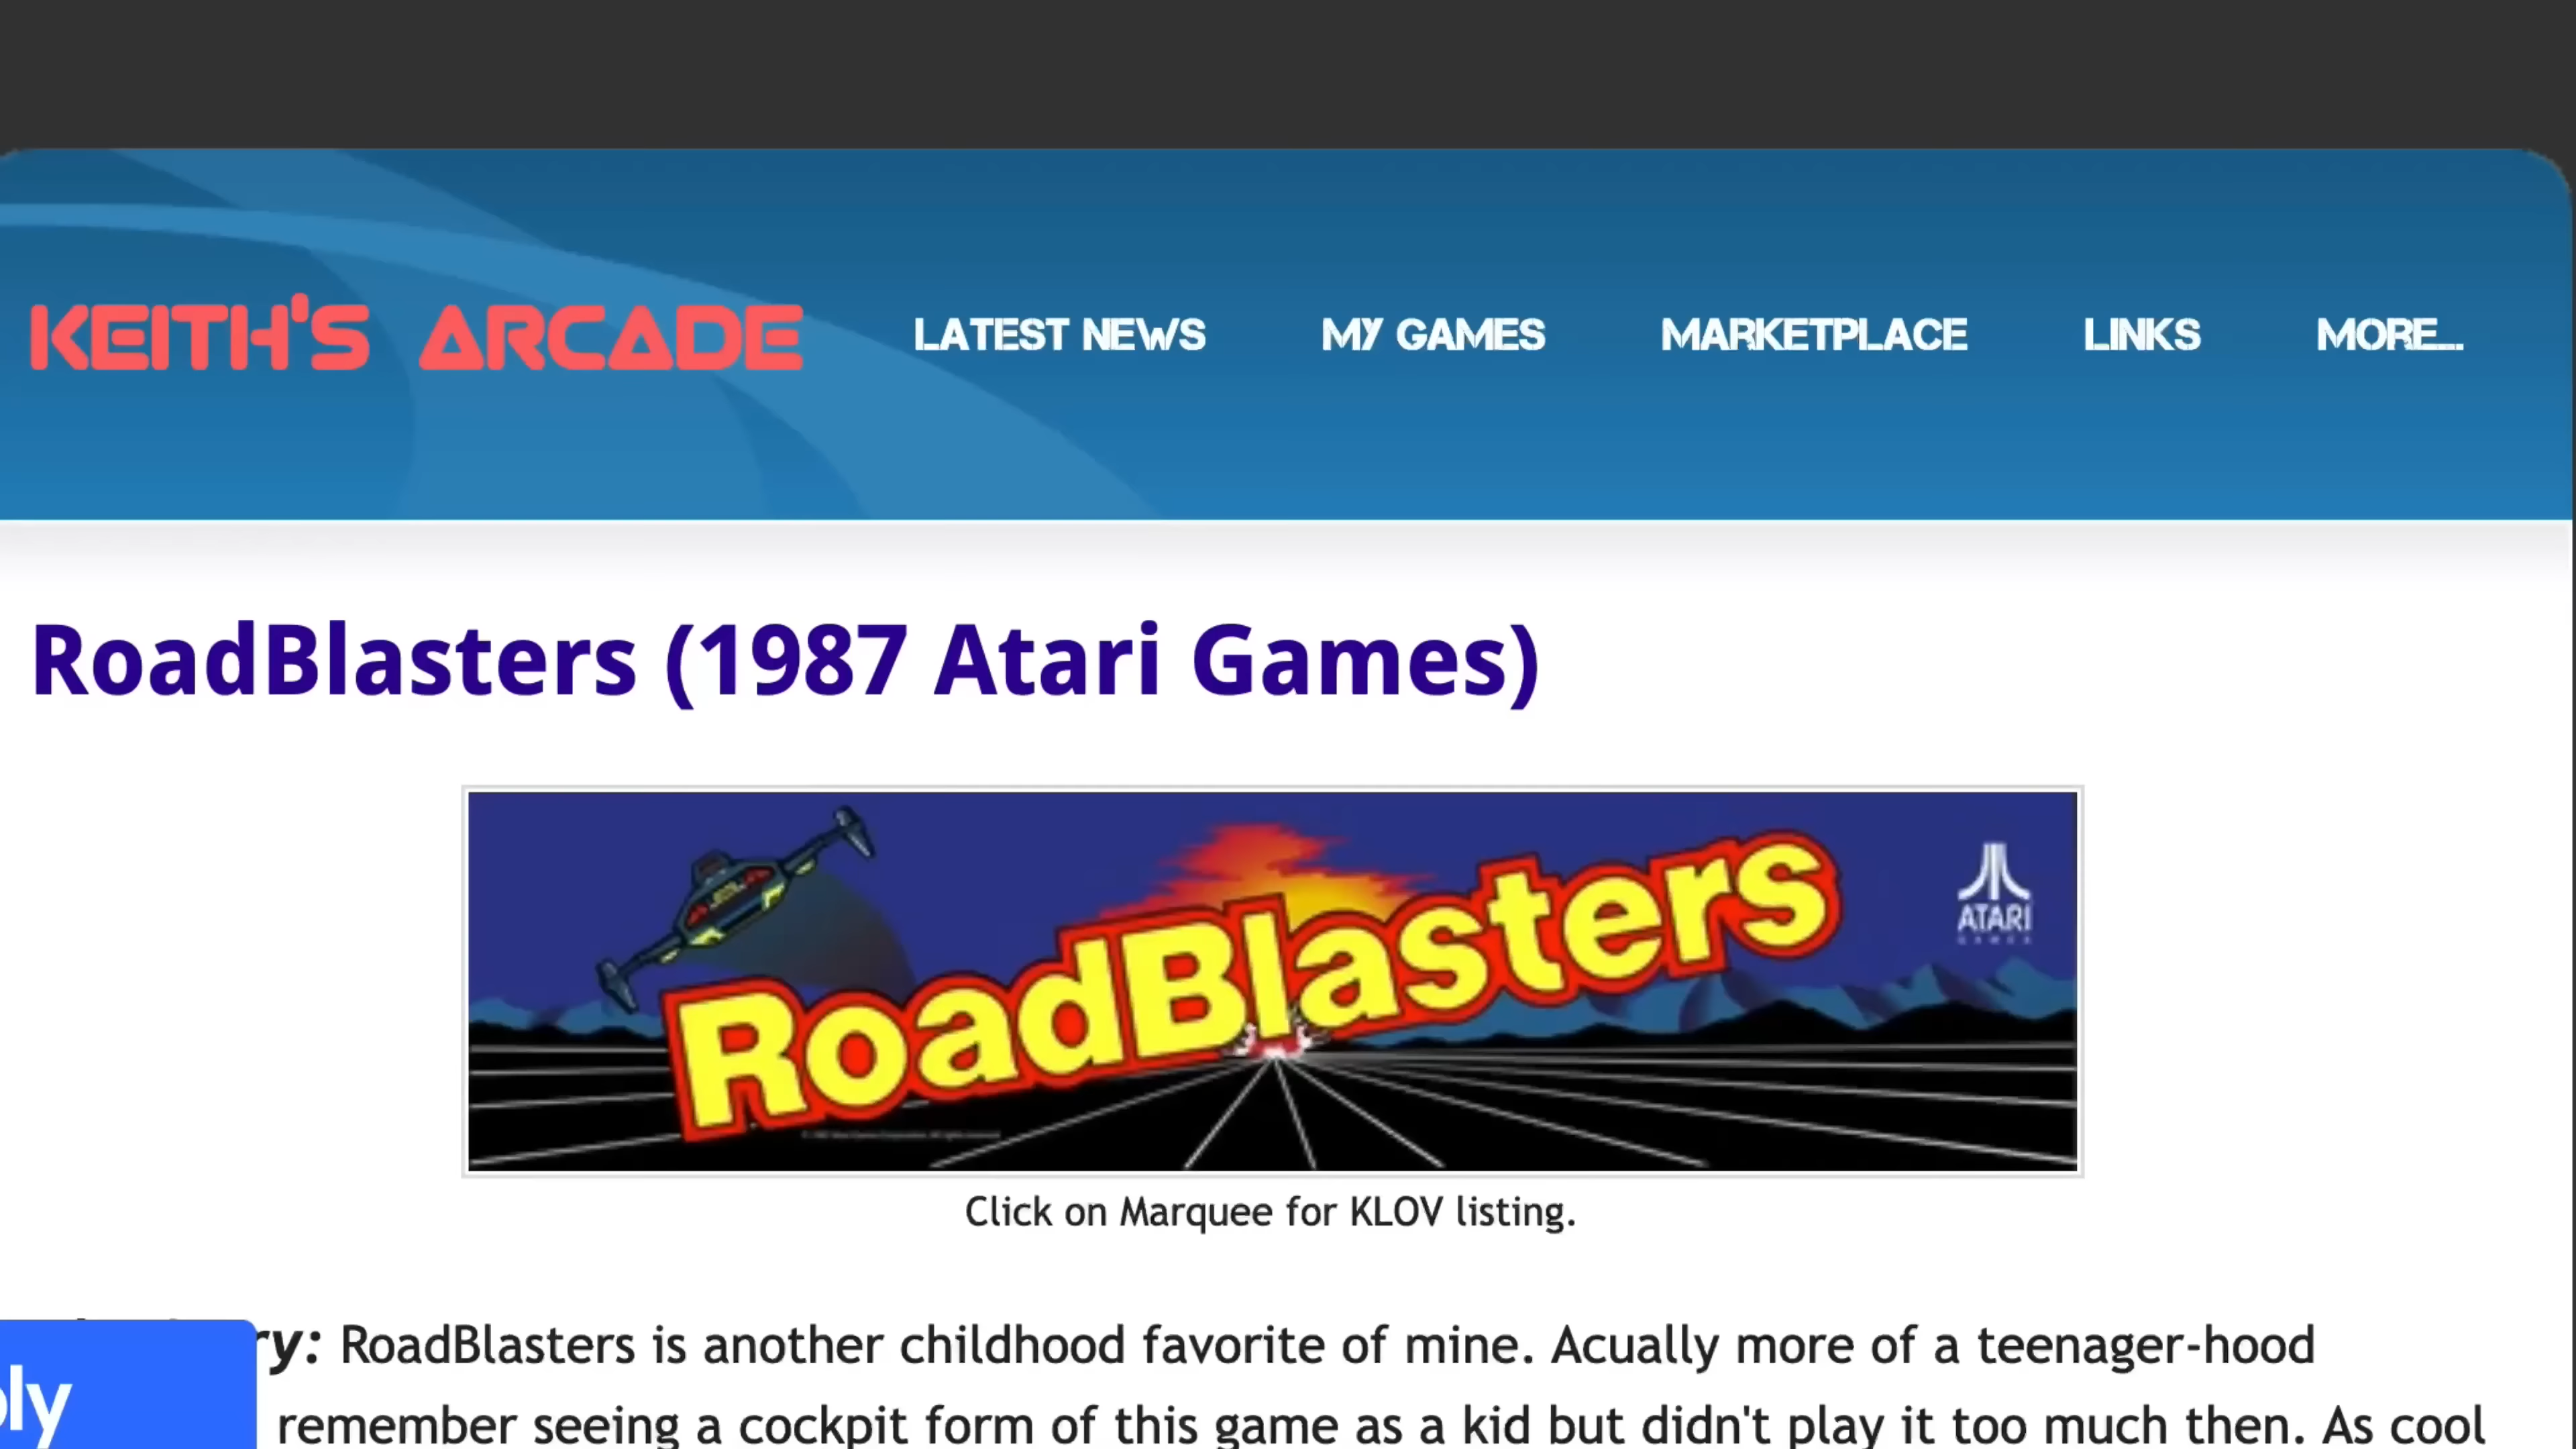 KEITH'S ARCADE
LATEST NEWS
MY GAMES
MARKETPLACE
LINKS
MORE...
RoadBlasters (1987 Atari Games)
RoadBlasters
ATARI
GAMES
Click on Marquee for KLOV listing.
ry: RoadBlasters is another childhood favorite of mine. Acually more of a teenager-hood
remember seeing a cockpit form of this game as a kid but didn't play it too much then. As cool
ply